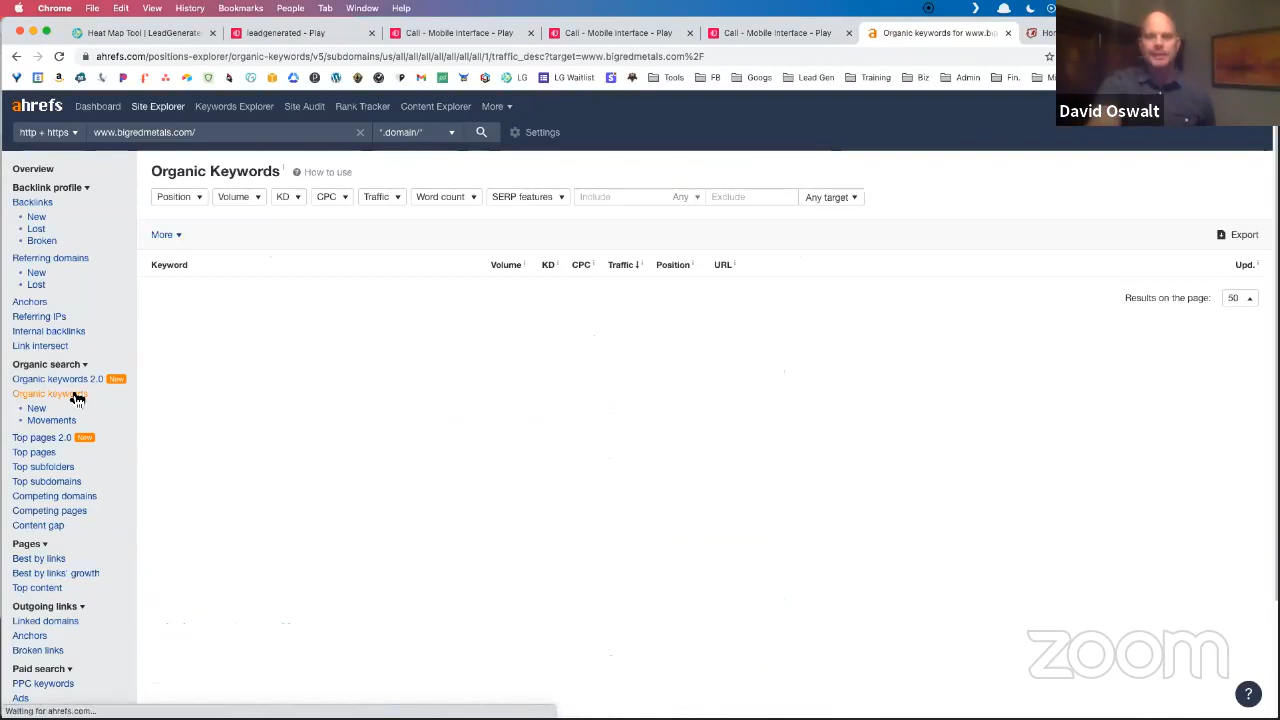 Chrome File Edit View History Bookmarks People Tab Window Help
Heat Map Tool | LeadGenerate
leadgenerated - Play
Call - Mobile Interface - Play
Call - Mobile Interface - Play
Call - Mobile Interface - Play
Organic keywords for www.big
ahrefs.com/positions-explorer/organic-keywords/v5/subdomains/us/all/all/all/all/all/all/all/1/traffic_desc?target=www.bigredmetals.com%2F
LG LG Waitlist Tools FB Googs Lead Gen Training Biz Admin Fin.
David Oswalt
ahrefs Dashboard Site Explorer Keywords Explorer Site Audit Rank Tracker Content Explorer More
http + https www.bigredmetals.com/ *.domain/* Settings
Overview
Backlink profile
Backlinks
New
Lost
Broken
Referring domains
New
Lost
Anchors
Referring IPs
Internal backlinks
Link intersect
Organic search
Organic keywords 2.0 New
Organic keywords
New
Movements
Top pages 2.0 New
Top pages
Top subfolders
Top subdomains
Competing domains
Competing pages
Content gap
Pages
Best by links
Best by links' growth
Top content
Outgoing links
Linked domains
Anchors
Broken links
Paid search
PPC keywords
Ads
Organic Keywords i ? How to use
Position Volume KD CPC Traffic Word count SERP features Include Any Exclude Any target
More Export
Keyword Volume i KD i CPC i Traffic ↓ i Position i URL i Upd. i
Results on the page: 50
zoom
?
Waiting for ahrefs.com...